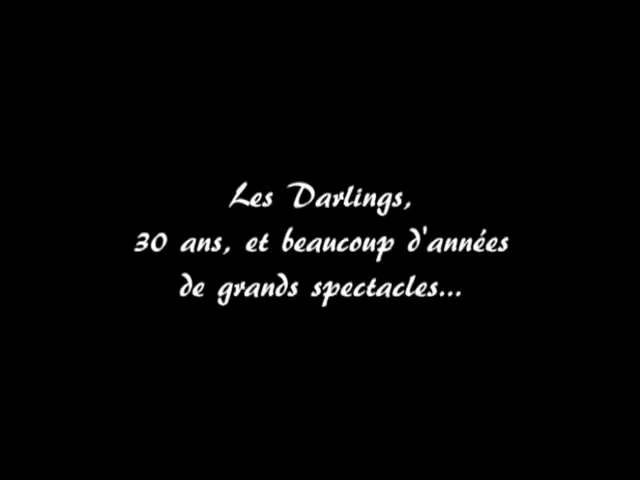 Les Darlings,
30 ans, et beaucoup d'années
de grands spectacles...